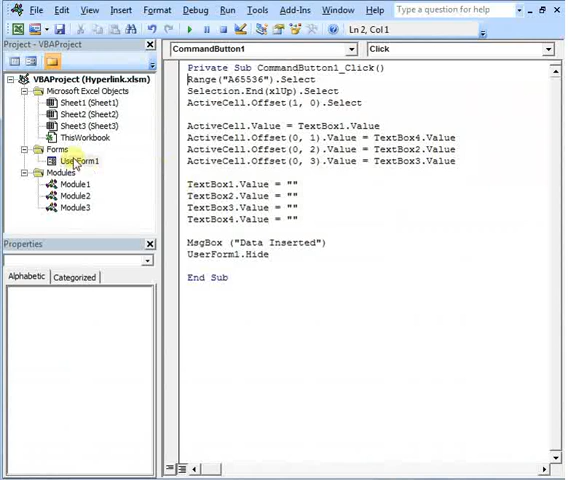 File Edit View Insert Format Debug Run Tools Add-Ins Window Help Type a question for help
Ln 2, Col 1
Project - VBAProject
CommandButton1 Click
VBAProject (Hyperlink.xlsm)
Microsoft Excel Objects
Sheet1 (Sheet1)
Sheet2 (Sheet2)
Sheet3 (Sheet3)
ThisWorkbook
Forms
UserForm1
Modules
Module1
Module2
Module3
Properties
Alphabetic Categorized
Private Sub CommandButton1_Click()
Range("A65536").Select
Selection.End(xlUp).Select
ActiveCell.Offset(1, 0).Select
ActiveCell.Value = TextBox1.Value
ActiveCell.Offset(0, 1).Value = TextBox4.Value
ActiveCell.Offset(0, 2).Value = TextBox2.Value
ActiveCell.Offset(0, 3).Value = TextBox3.Value
TextBox1.Value = ""
TextBox2.Value = ""
TextBox3.Value = ""
TextBox4.Value = ""
MsgBox ("Data Inserted")
UserForm1.Hide
End Sub